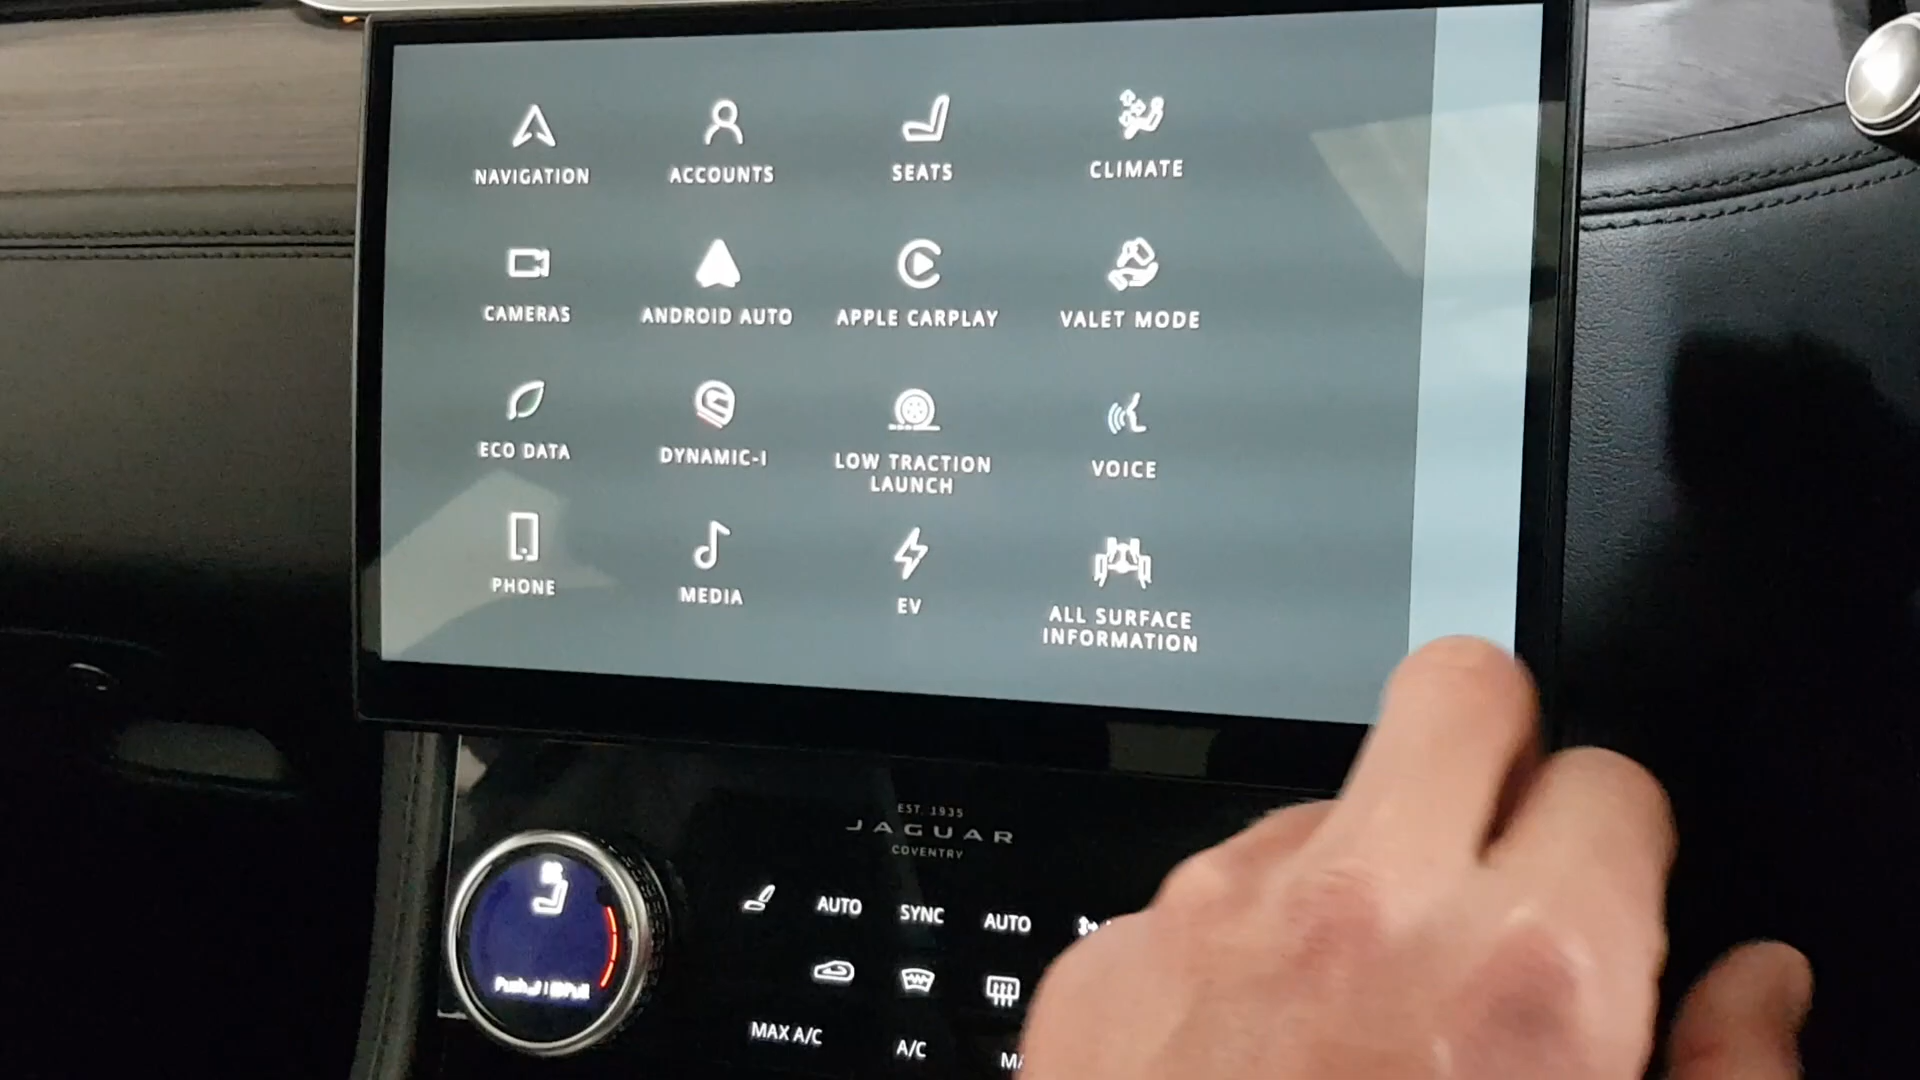 NAVIGATION
ACCOUNTS
SEATS
CLIMATE
CAMERAS
ANDROID AUTO
APPLE CARPLAY
VALET MODE
ECO DATA
DYNAMIC-I
LOW TRACTION
LAUNCH
VOICE
PHONE
MEDIA
EV
ALL SURFACE
INFORMATION
EST. 1935
JAGUAR
COVENTRY
AUTO
SYNC
AUTO
MAX A/C
A/C